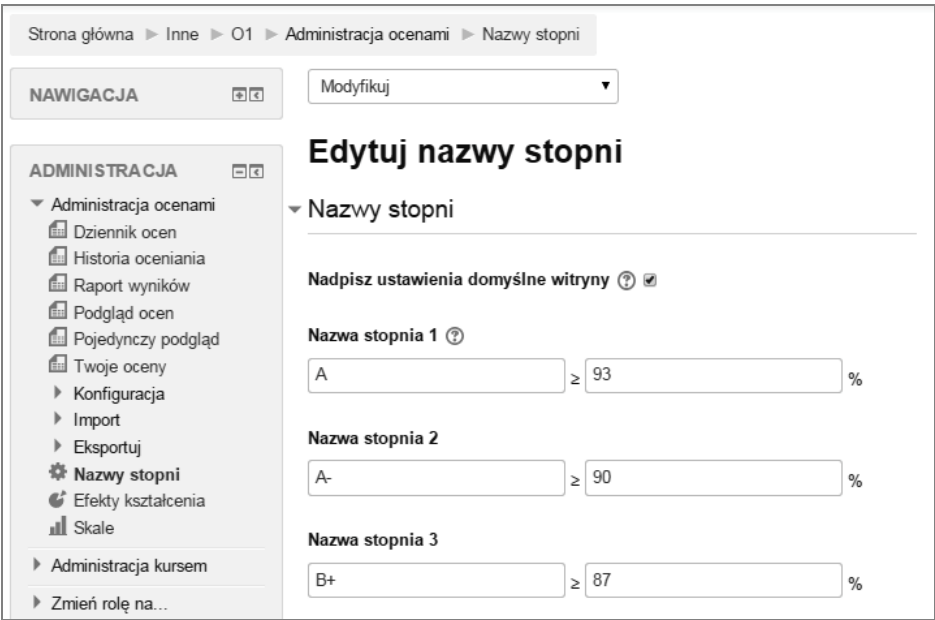 Strona główna ▶ Inne ▶ O1 ▶ Administracja ocenami ▶ Nazwy stopni
NAWIGACJA
ADMINISTRACJA
Administracja ocenami
Dziennik ocen
Historia oceniania
Raport wyników
Podgląd ocen
Pojedynczy podgląd
Twoje oceny
Konfiguracja
Import
Eksportuj
Nazwy stopni
Efekty kształcenia
Skale
Administracja kursem
Zmień rolę na...
Modyfikuj
Edytuj nazwy stopni
Nazwy stopni
Nadpisz ustawienia domyślne witryny
Nazwa stopnia 1
A ≥ 93 %
Nazwa stopnia 2
A- ≥ 90 %
Nazwa stopnia 3
B+ ≥ 87 %